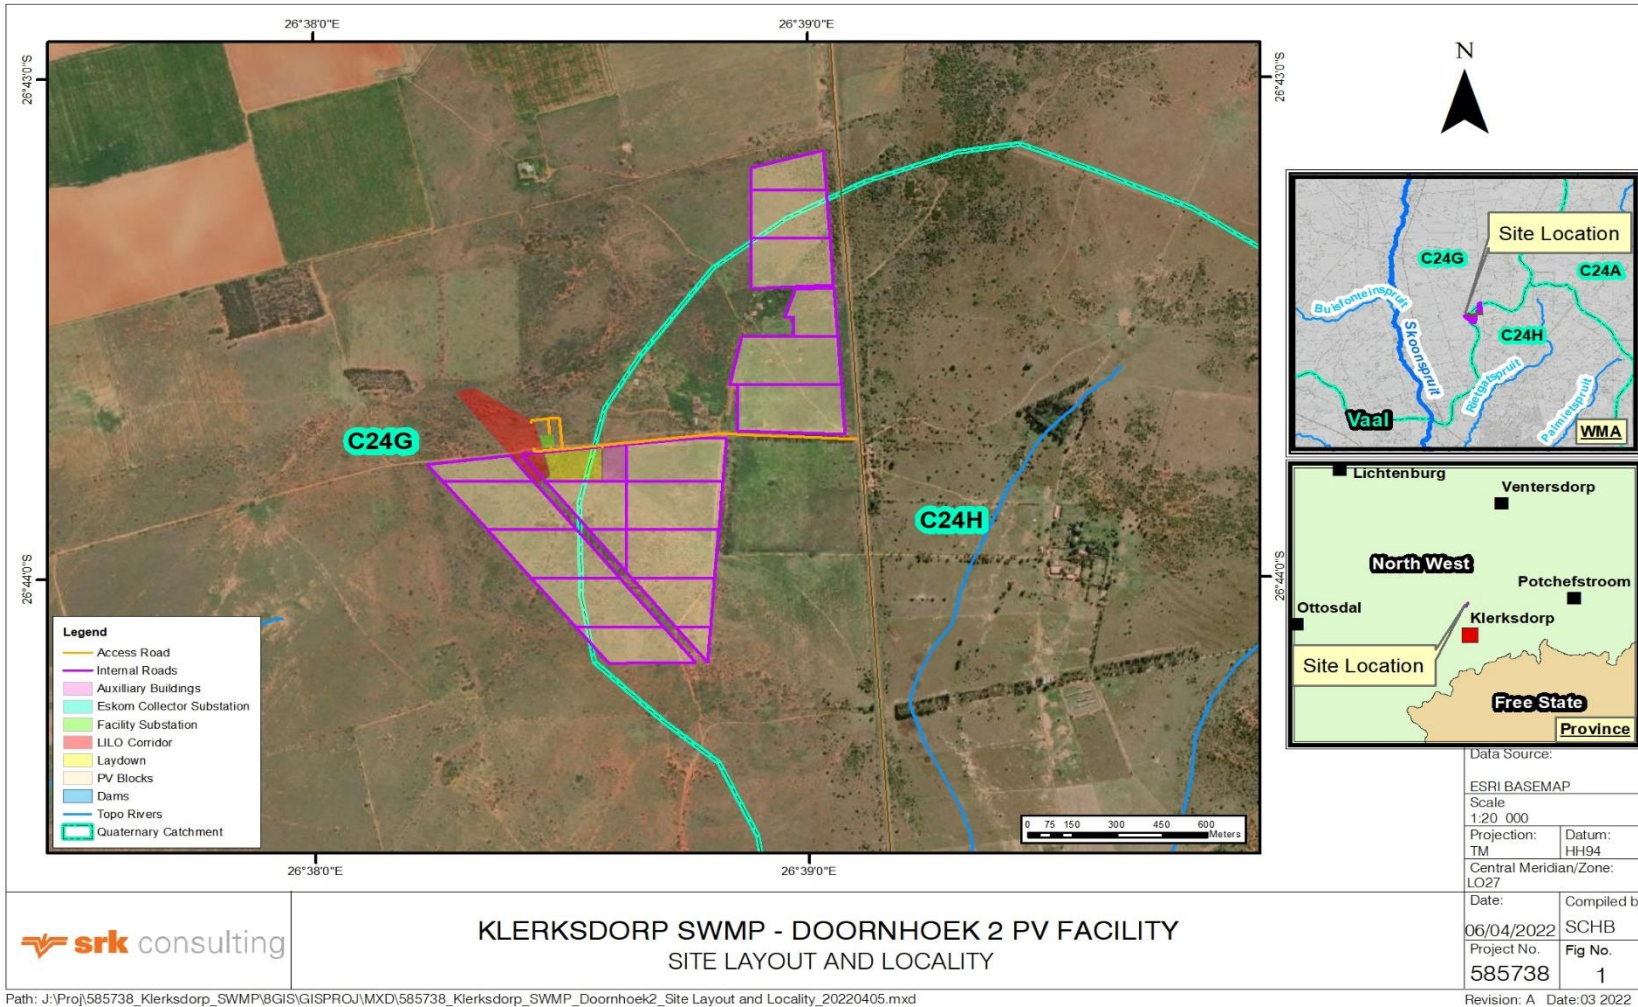 26°38'0"E
26°39'0"E
26°43'0"S
26°43'0"S
N
C24G
C24H
26°44'0"S
26°44'0"S
Legend
Access Road
Internal Roads
Auxilliary Buildings
Eskom Collector Substation
Facility Substation
LILO Corridor
Laydown
PV Blocks
Dams
Topo Rivers
Quaternary Catchment
0 75 150 300 450 600
Meters
26°38'0"E
26°39'0"E
Site Location
C24G
C24A
Buisfonteinspruit
Skoonspruit
C24H
Rietgatspruit
Palmietspruit
Vaal
WMA
Lichtenburg
Ventersdorp
North West
Potchefstroom
Ottosdal
Klerksdorp
Site Location
Free State
Province
Data Source:
ESRI BASEMAP
Scale
1:20 000
Projection: Datum:
TM HH94
Central Meridian/Zone:
LO27
Date: Compiled b
06/04/2022 SCHB
Project No. Fig No.
585738 1
srk consulting
KLERKSDORP SWMP - DOORNHOEK 2 PV FACILITY
SITE LAYOUT AND LOCALITY
Path: J:\Proj\585738_Klerksdorp_SWMP\8GIS\GISPROJ\MXD\585738_Klerksdorp_SWMP_Doornhoek2_Site Layout and Locality_20220405.mxd
Revision: A Date:03 2022